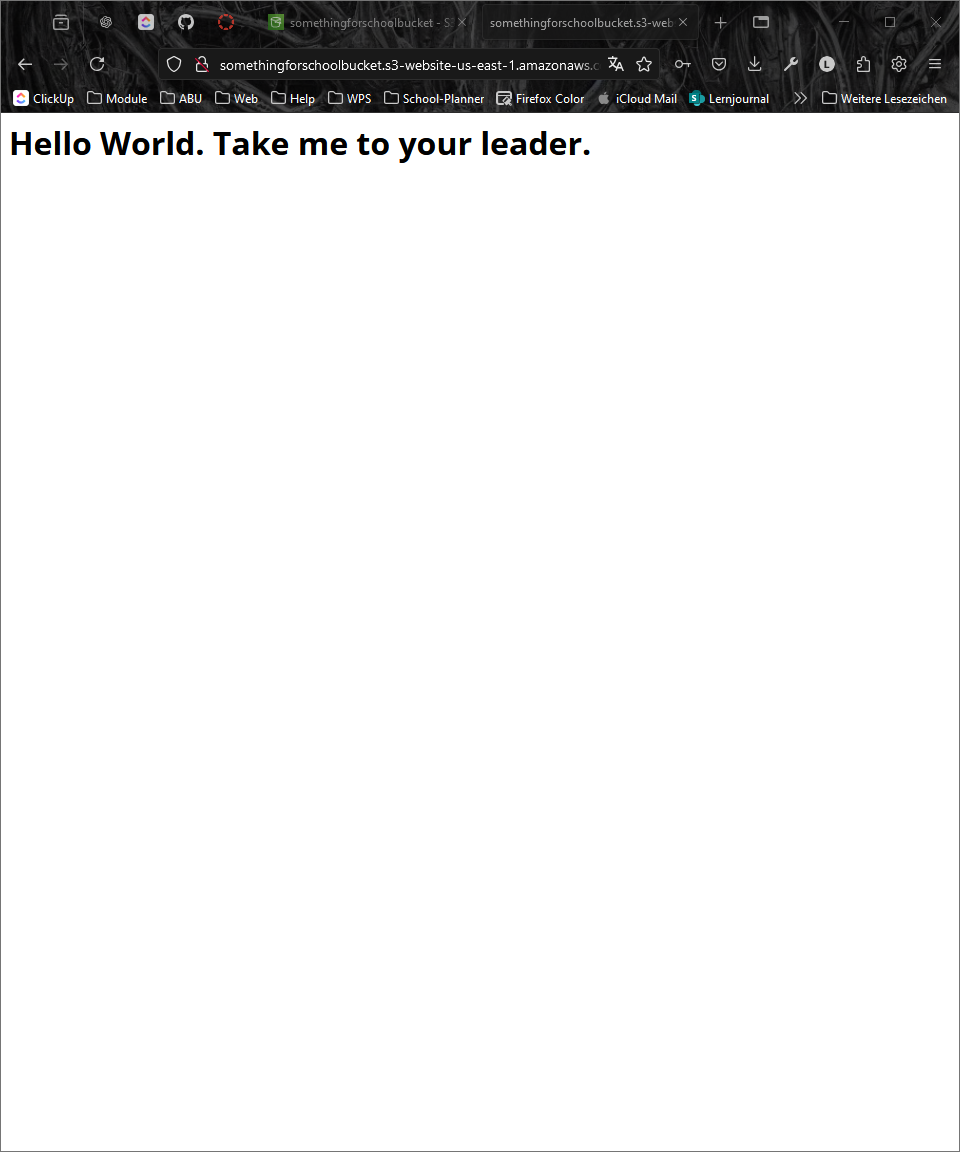 somethingforschoolbucket - S3
somethingforschoolbucket.s3-web
somethingforschoolbucket.s3-website-us-east-1.amazonaws.c
ClickUp Module ABU Web Help WPS School-Planner Firefox Color iCloud Mail Lernjournal Weitere Lesezeichen
Hello World. Take me to your leader.